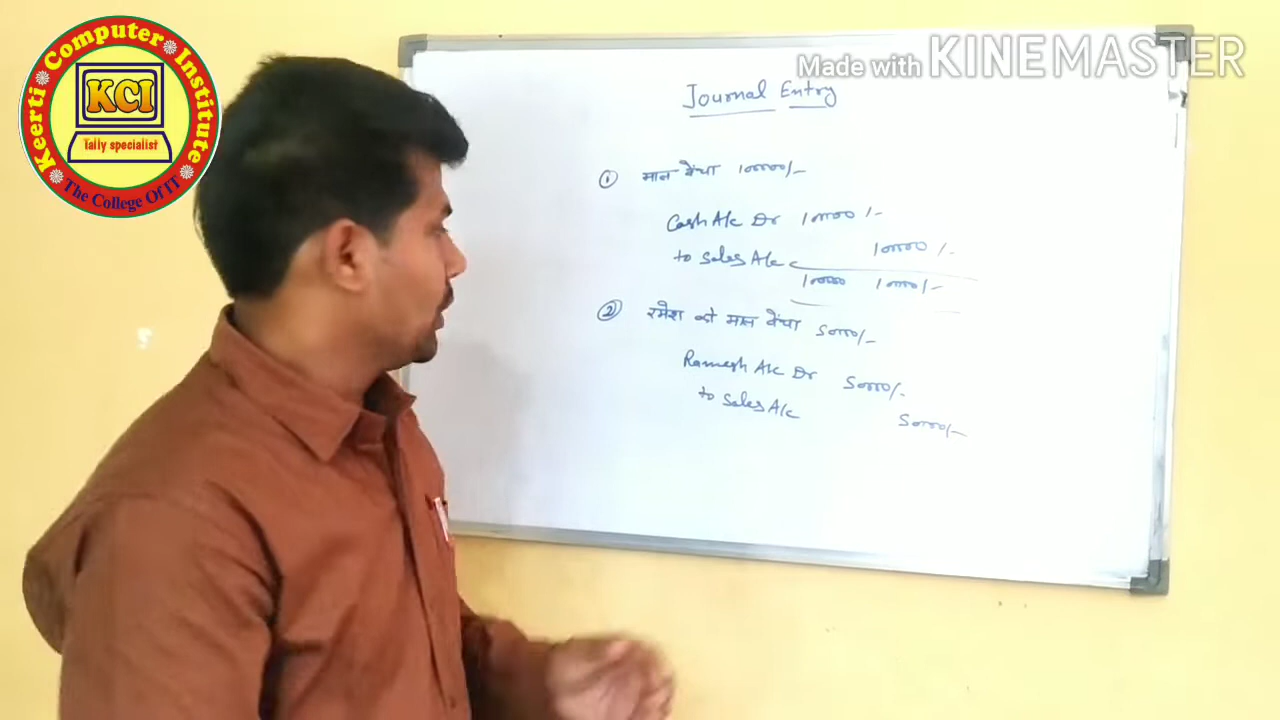 Keerti Computer Institute
KCI
Tally specialist
The College Of IT
Made with KINEMASTER
Journal Entry
① माल बेंचा 10000/-
Cash A/c Dr 10000/-
to Sales A/c 10000/-
10000 10000/-
② रमेश को माल बेंचा 5000/-
Ramesh A/c Dr 5000/-
to Sales A/c 5000/-